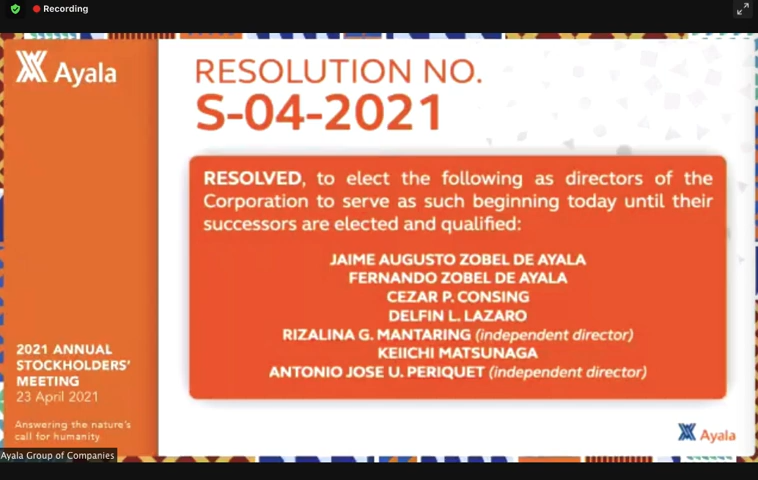 Recording
Ayala
RESOLUTION NO.
S-04-2021
RESOLVED, to elect the following as directors of the
Corporation to serve as such beginning today until their
successors are elected and qualified:
JAIME AUGUSTO ZOBEL DE AYALA
FERNANDO ZOBEL DE AYALA
CEZAR P. CONSING
DELFIN L. LAZARO
RIZALINA G. MANTARING (independent director)
KEIICHI MATSUNAGA
ANTONIO JOSE U. PERIQUET (independent director)
2021 ANNUAL
STOCKHOLDERS'
MEETING
23 April 2021
Answering the nature's
call for humanity
Ayala
Ayala Group of Companies